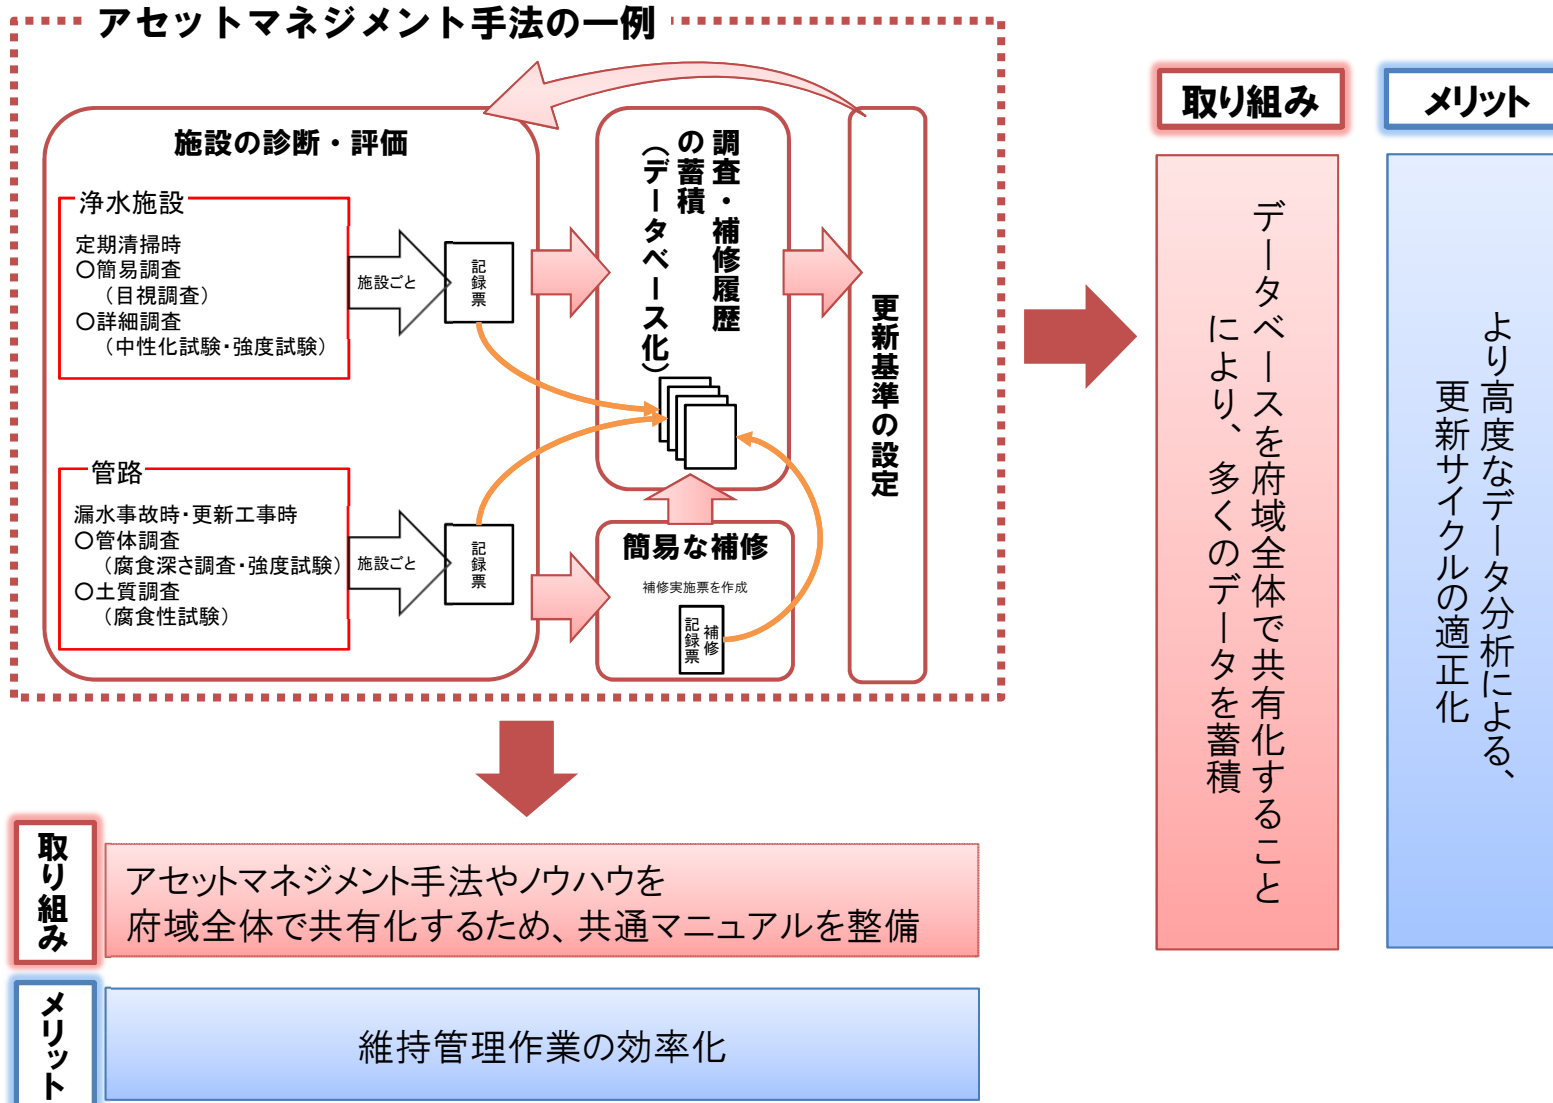 アセットマネジメント手法の一例
施設の診断・評価
浄水施設
定期清掃時
○簡易調査
（目視調査）
○詳細調査
（中性化試験・強度試験）
施設ごと
記録票
管路
漏水事故時・更新工事時
○管体調査
（腐食深さ調査・強度試験）
○土質調査
（腐食性試験）
施設ごと
記録票
調査・補修履歴
の蓄積
（データベース化）
簡易な補修
補修実施票を作成
補修
記録票
更新基準の設定
取り組み
データベースを府域全体で共有化すること
により、多くのデータを蓄積
メリット
より高度なデータ分析による、
更新サイクルの適正化
取り組み
アセットマネジメント手法やノウハウを
府域全体で共有化するため、共通マニュアルを整備
メリット
維持管理作業の効率化